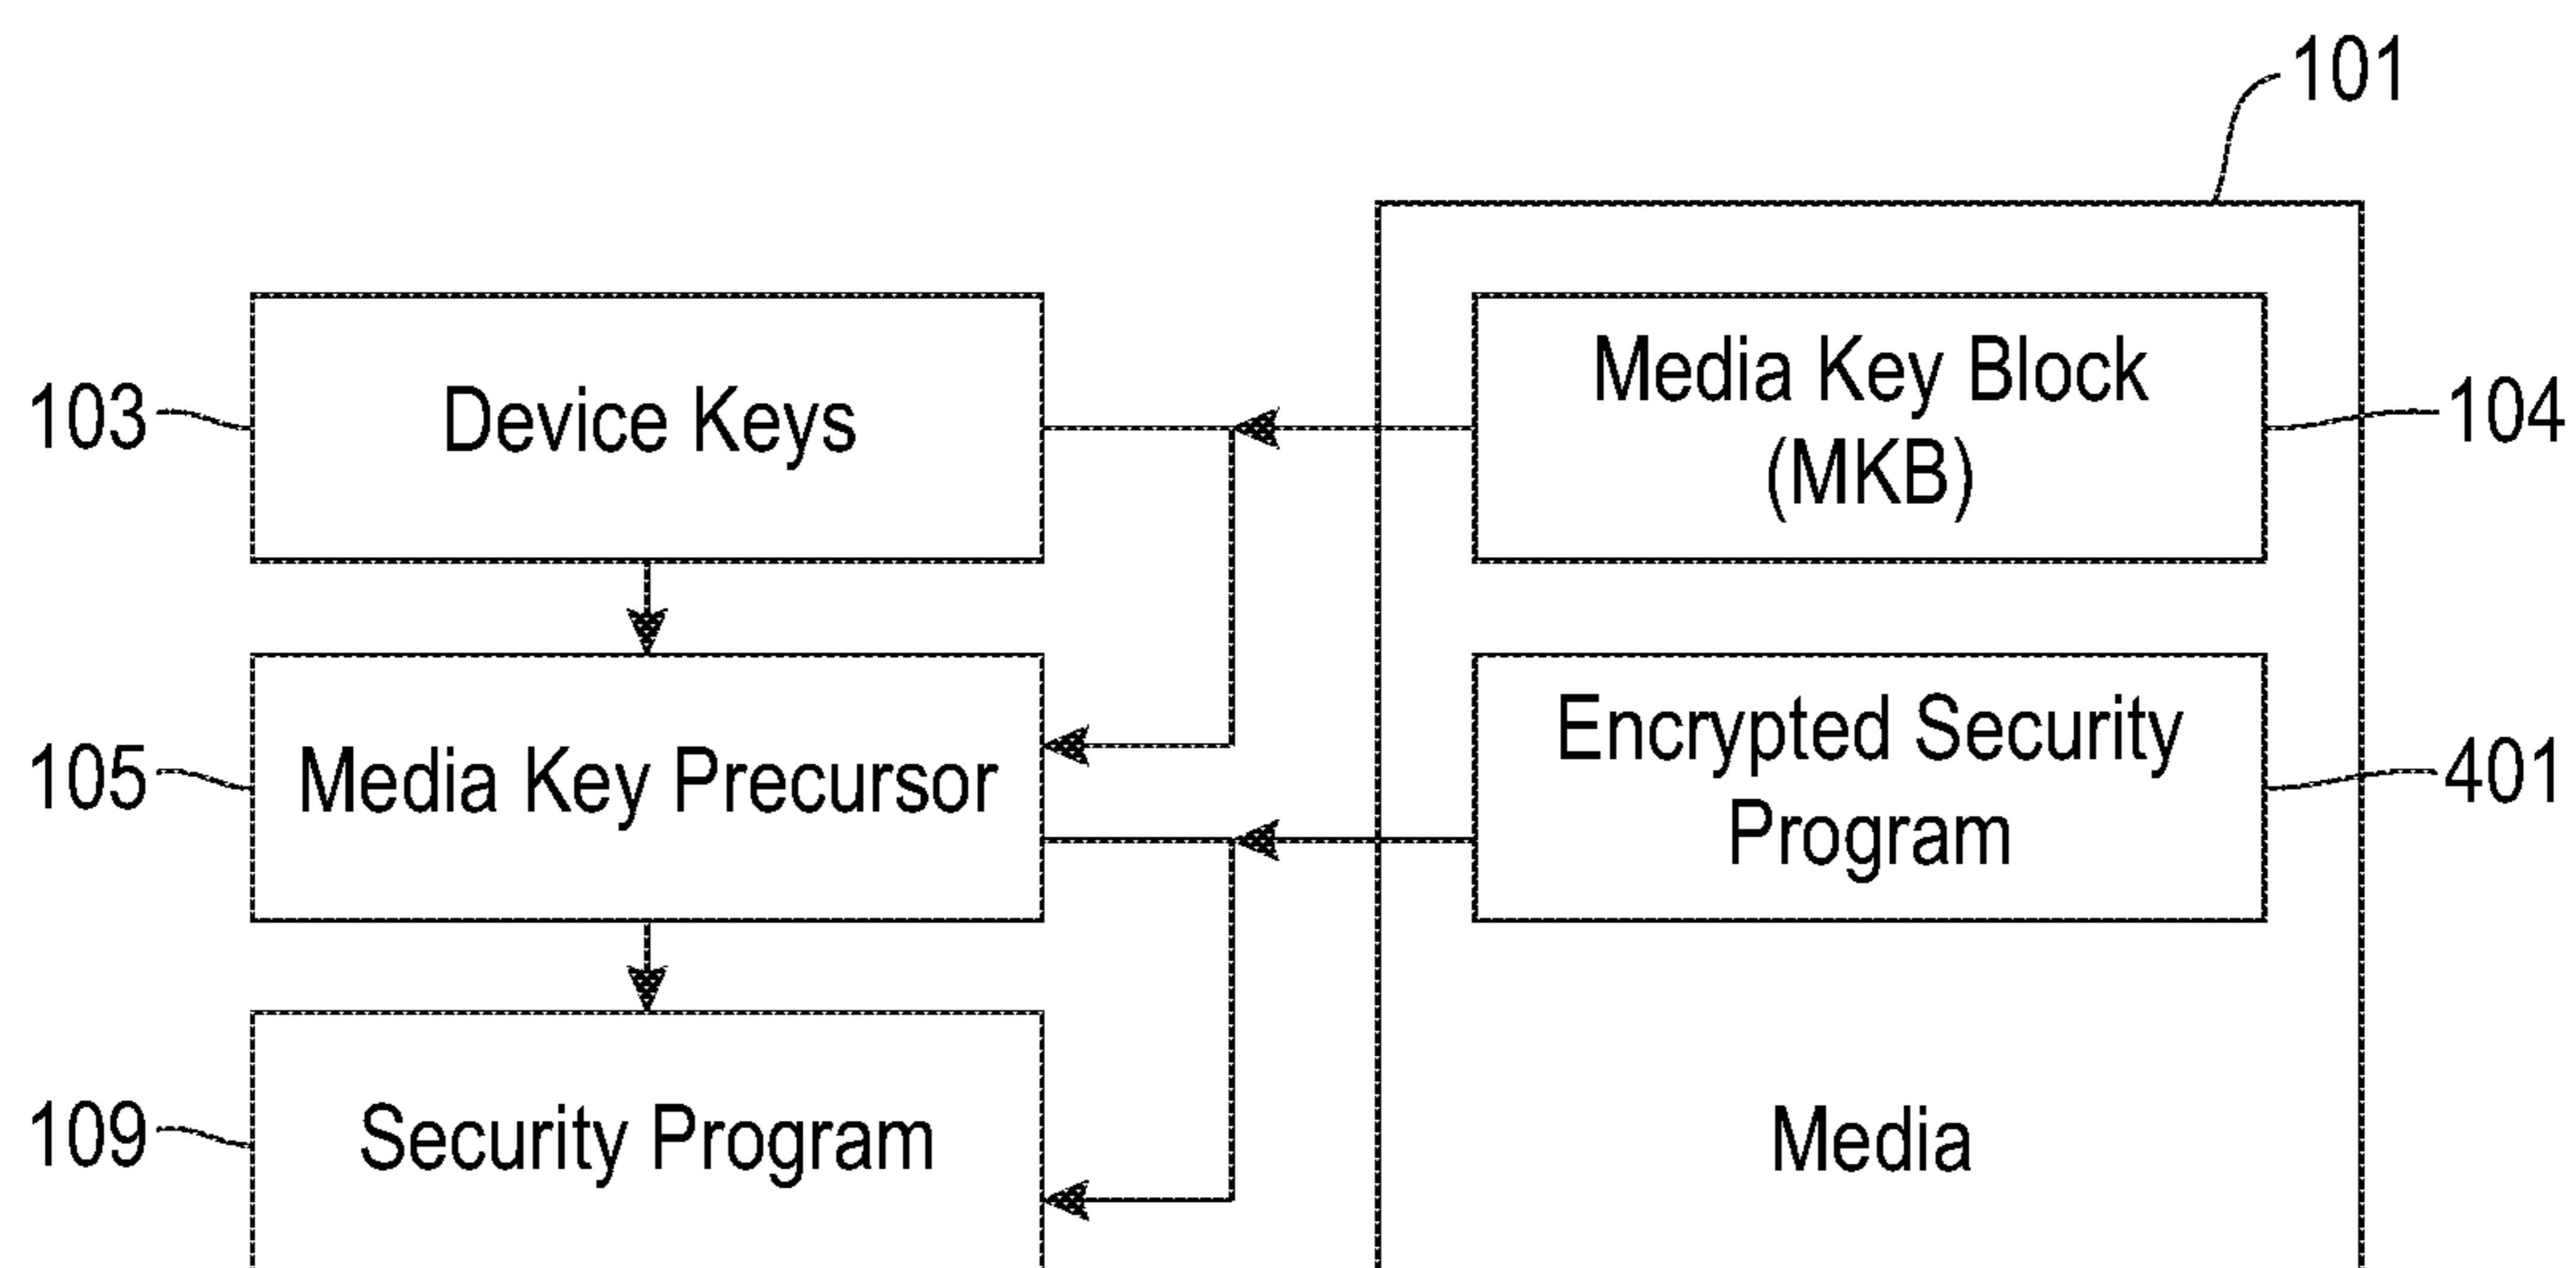 101
103
Device Keys
Media Key Block
(MKB)
104
105
Media Key Precursor
Encrypted Security
Program
401
109
Security Program
Media